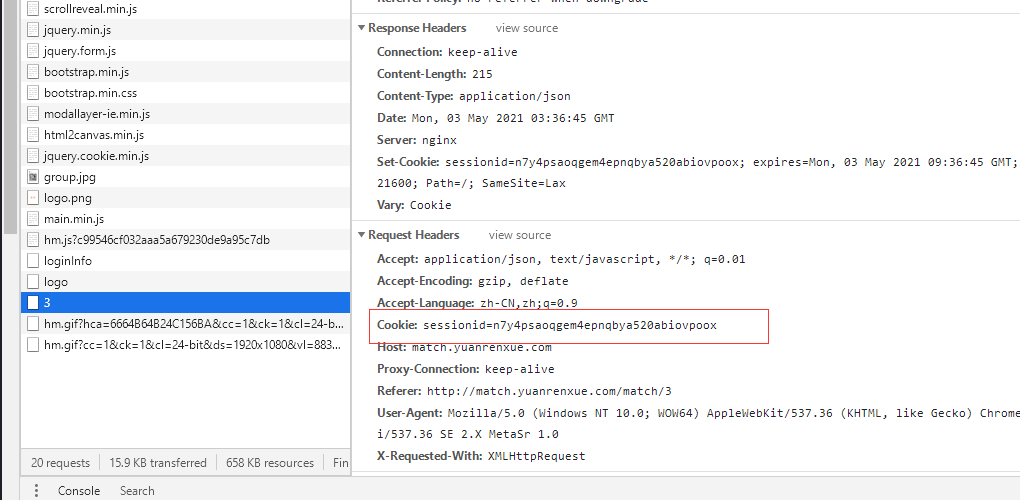 scrollreveal.min.js
jquery.min.js
jquery.form.js
bootstrap.min.js
bootstrap.min.css
modallayer-ie.min.js
html2canvas.min.js
jquery.cookie.min.js
group.jpg
logo.png
main.min.js
hm.js?c99546cf032aaa5a679230de9a95c7db
loginInfo
logo
3
hm.gif?hca=6664B64B24C156BA&cc=1&ck=1&cl=24-b...
hm.gif?cc=1&ck=1&cl=24-bit&ds=1920x1080&vl=883...
20 requests 15.9 KB transferred 658 KB resources Fin
Response Headers view source
Connection: keep-alive
Content-Length: 215
Content-Type: application/json
Date: Mon, 03 May 2021 03:36:45 GMT
Server: nginx
Set-Cookie: sessionid=n7y4psaoqgem4epnqbya520abiovpoox; expires=Mon, 03 May 2021 09:36:45 GMT;
21600; Path=/; SameSite=Lax
Vary: Cookie
Request Headers view source
Accept: application/json, text/javascript, */*; q=0.01
Accept-Encoding: gzip, deflate
Accept-Language: zh-CN,zh;q=0.9
Cookie: sessionid=n7y4psaoqgem4epnqbya520abiovpoox
Host: match.yuanrenxue.com
Proxy-Connection: keep-alive
Referer: http://match.yuanrenxue.com/match/3
User-Agent: Mozilla/5.0 (Windows NT 10.0; WOW64) AppleWebKit/537.36 (KHTML, like Gecko) Chrome
i/537.36 SE 2.X MetaSr 1.0
X-Requested-With: XMLHttpRequest
Console Search